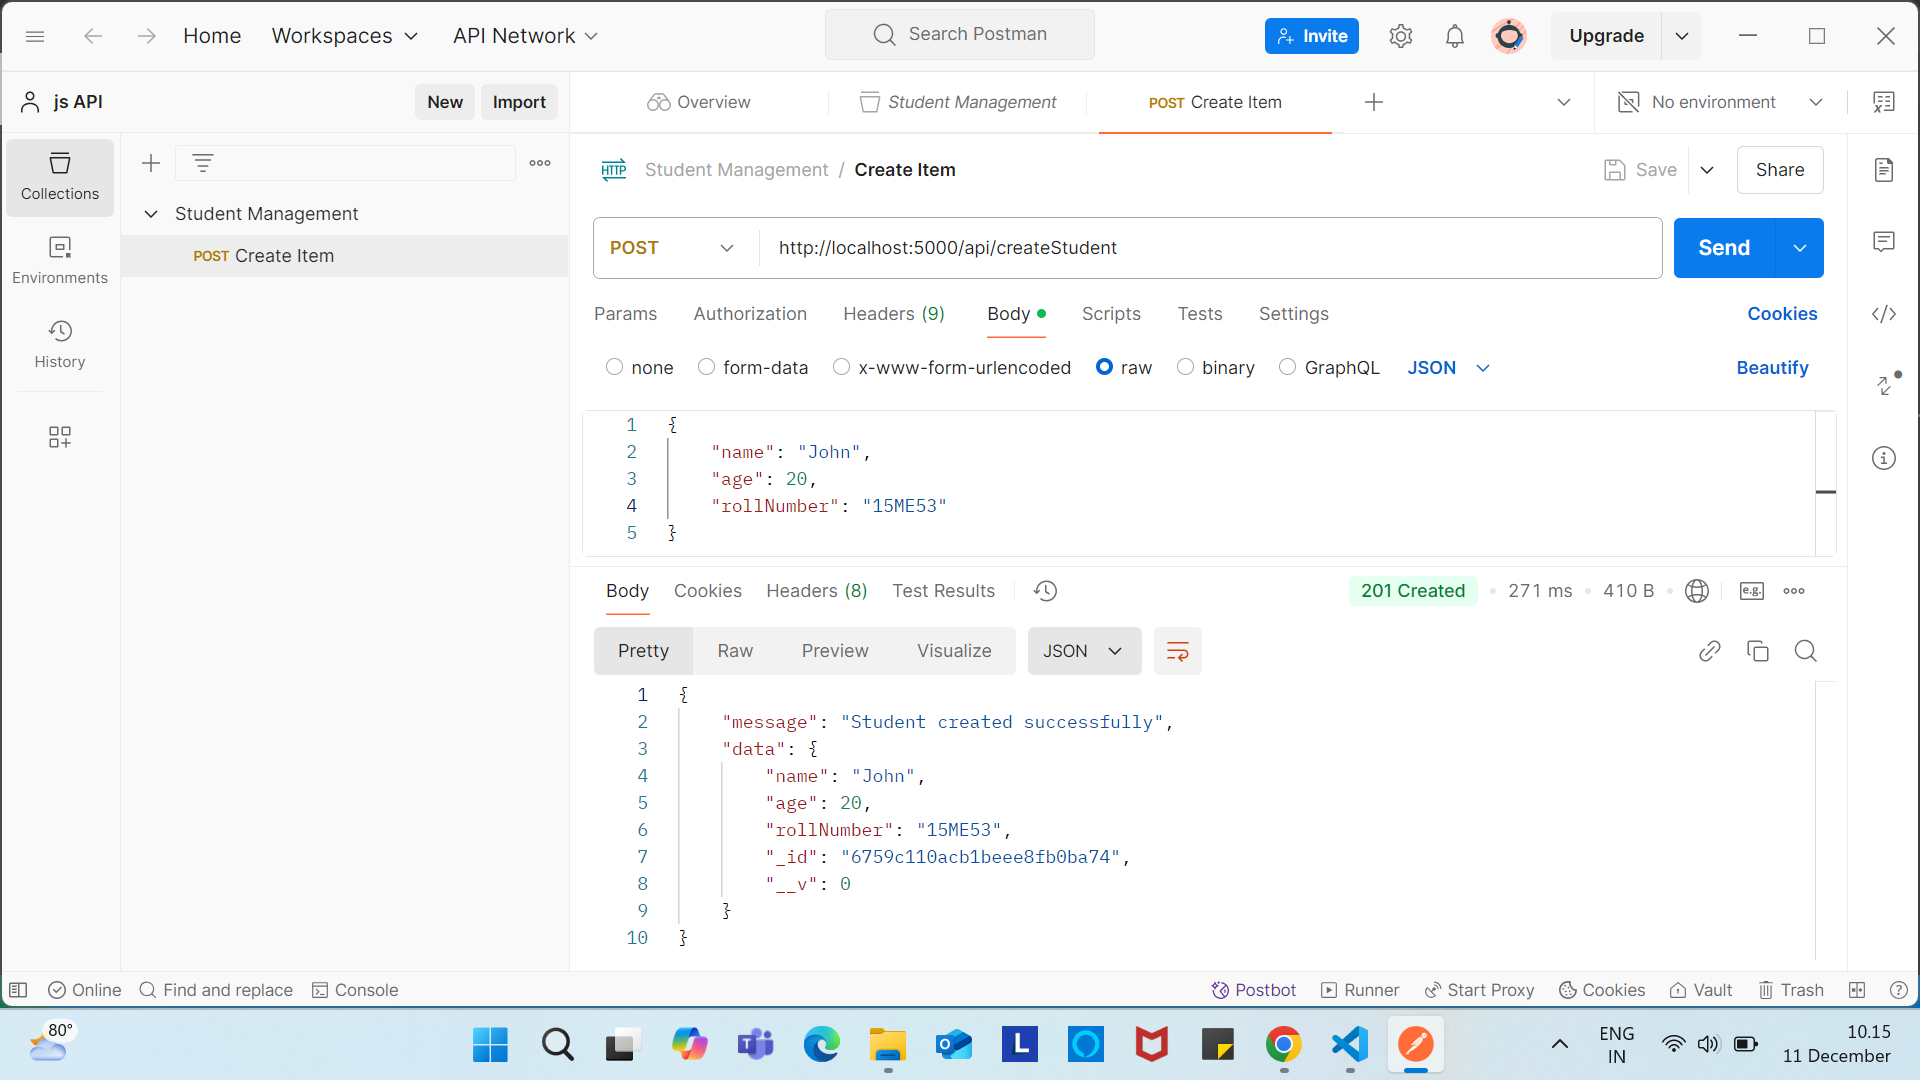 Home Workspaces API Network Search Postman Invite Upgrade
js API New Import Overview Student Management POST Create Item No environment
Collections
Environments
History
Student Management
POST Create Item
HTTP Student Management / Create Item Save Share
POST http://localhost:5000/api/createStudent Send
Params Authorization Headers (9) Body Scripts Tests Settings Cookies
none form-data x-www-form-urlencoded raw binary GraphQL JSON Beautify
1 {
2 "name": "John",
3 "age": 20,
4 "rollNumber": "15ME53"
5 }
Body Cookies Headers (8) Test Results 201 Created 271 ms 410 B e.g.
Pretty Raw Preview Visualize JSON
1 {
2 "message": "Student created successfully",
3 "data": {
4 "name": "John",
5 "age": 20,
6 "rollNumber": "15ME53",
7 "_id": "6759c110acb1beee8fb0ba74",
8 "__v": 0
9 }
10 }
Online Find and replace Console Postbot Runner Start Proxy Cookies Vault Trash
80° L ENG
IN
10.15
11 December